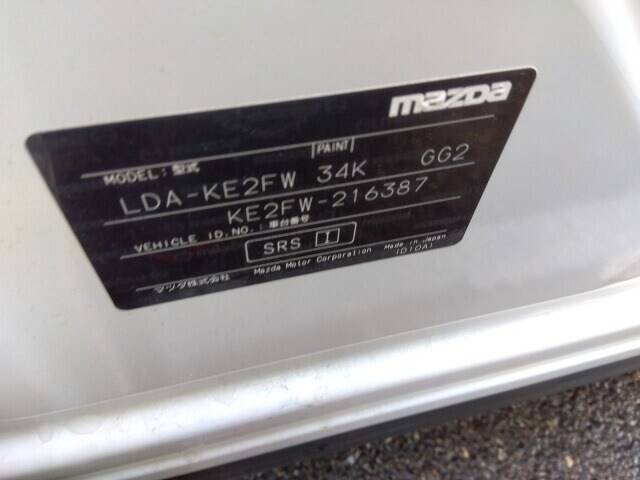 mazda
MODEL: 型式 PAINT
LDA-KE2FW 34K GG2
KE2FW-216387
VEHICLE ID.NO.: 車台番号
SRS I
マツダ株式会社 Mazda Motor Corporation Made in Japan
(D10A)